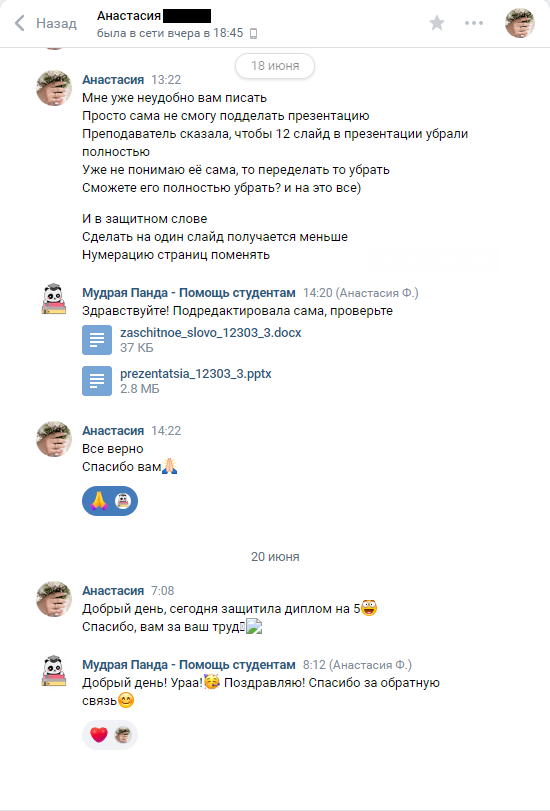 Назад
Анастасия
была в сети вчера в 18:45
18 июня
Анастасия 13:22
Мне уже неудобно вам писать
Просто сама не смогу подделать презентацию
Преподаватель сказала, чтобы 12 слайд в презентации убрали
полностью
Уже не понимаю её сама, то переделать то убрать
Сможете его полностью убрать? и на это все)
И в защитном слове
Сделать на один слайд получается меньше
Нумерацию страниц поменять
Мудрая Панда - Помощь студентам 14:20 (Анастасия Ф.)
Здравствуйте! Подредактировала сама, проверьте
zaschitnoe_slovo_12303_3.docx
37 КБ
prezentatsia_12303_3.pptx
2.8 МБ
Анастасия 14:22
Все верно
Спасибо вам🙏🏻
20 июня
Анастасия 7:08
Добрый день, сегодня защитила диплом на 5😀
Спасибо, вам за ваш труд
Мудрая Панда - Помощь студентам 8:12 (Анастасия Ф.)
Добрый день! Ураа!🥳 Поздравляю! Спасибо за обратную
связь😊